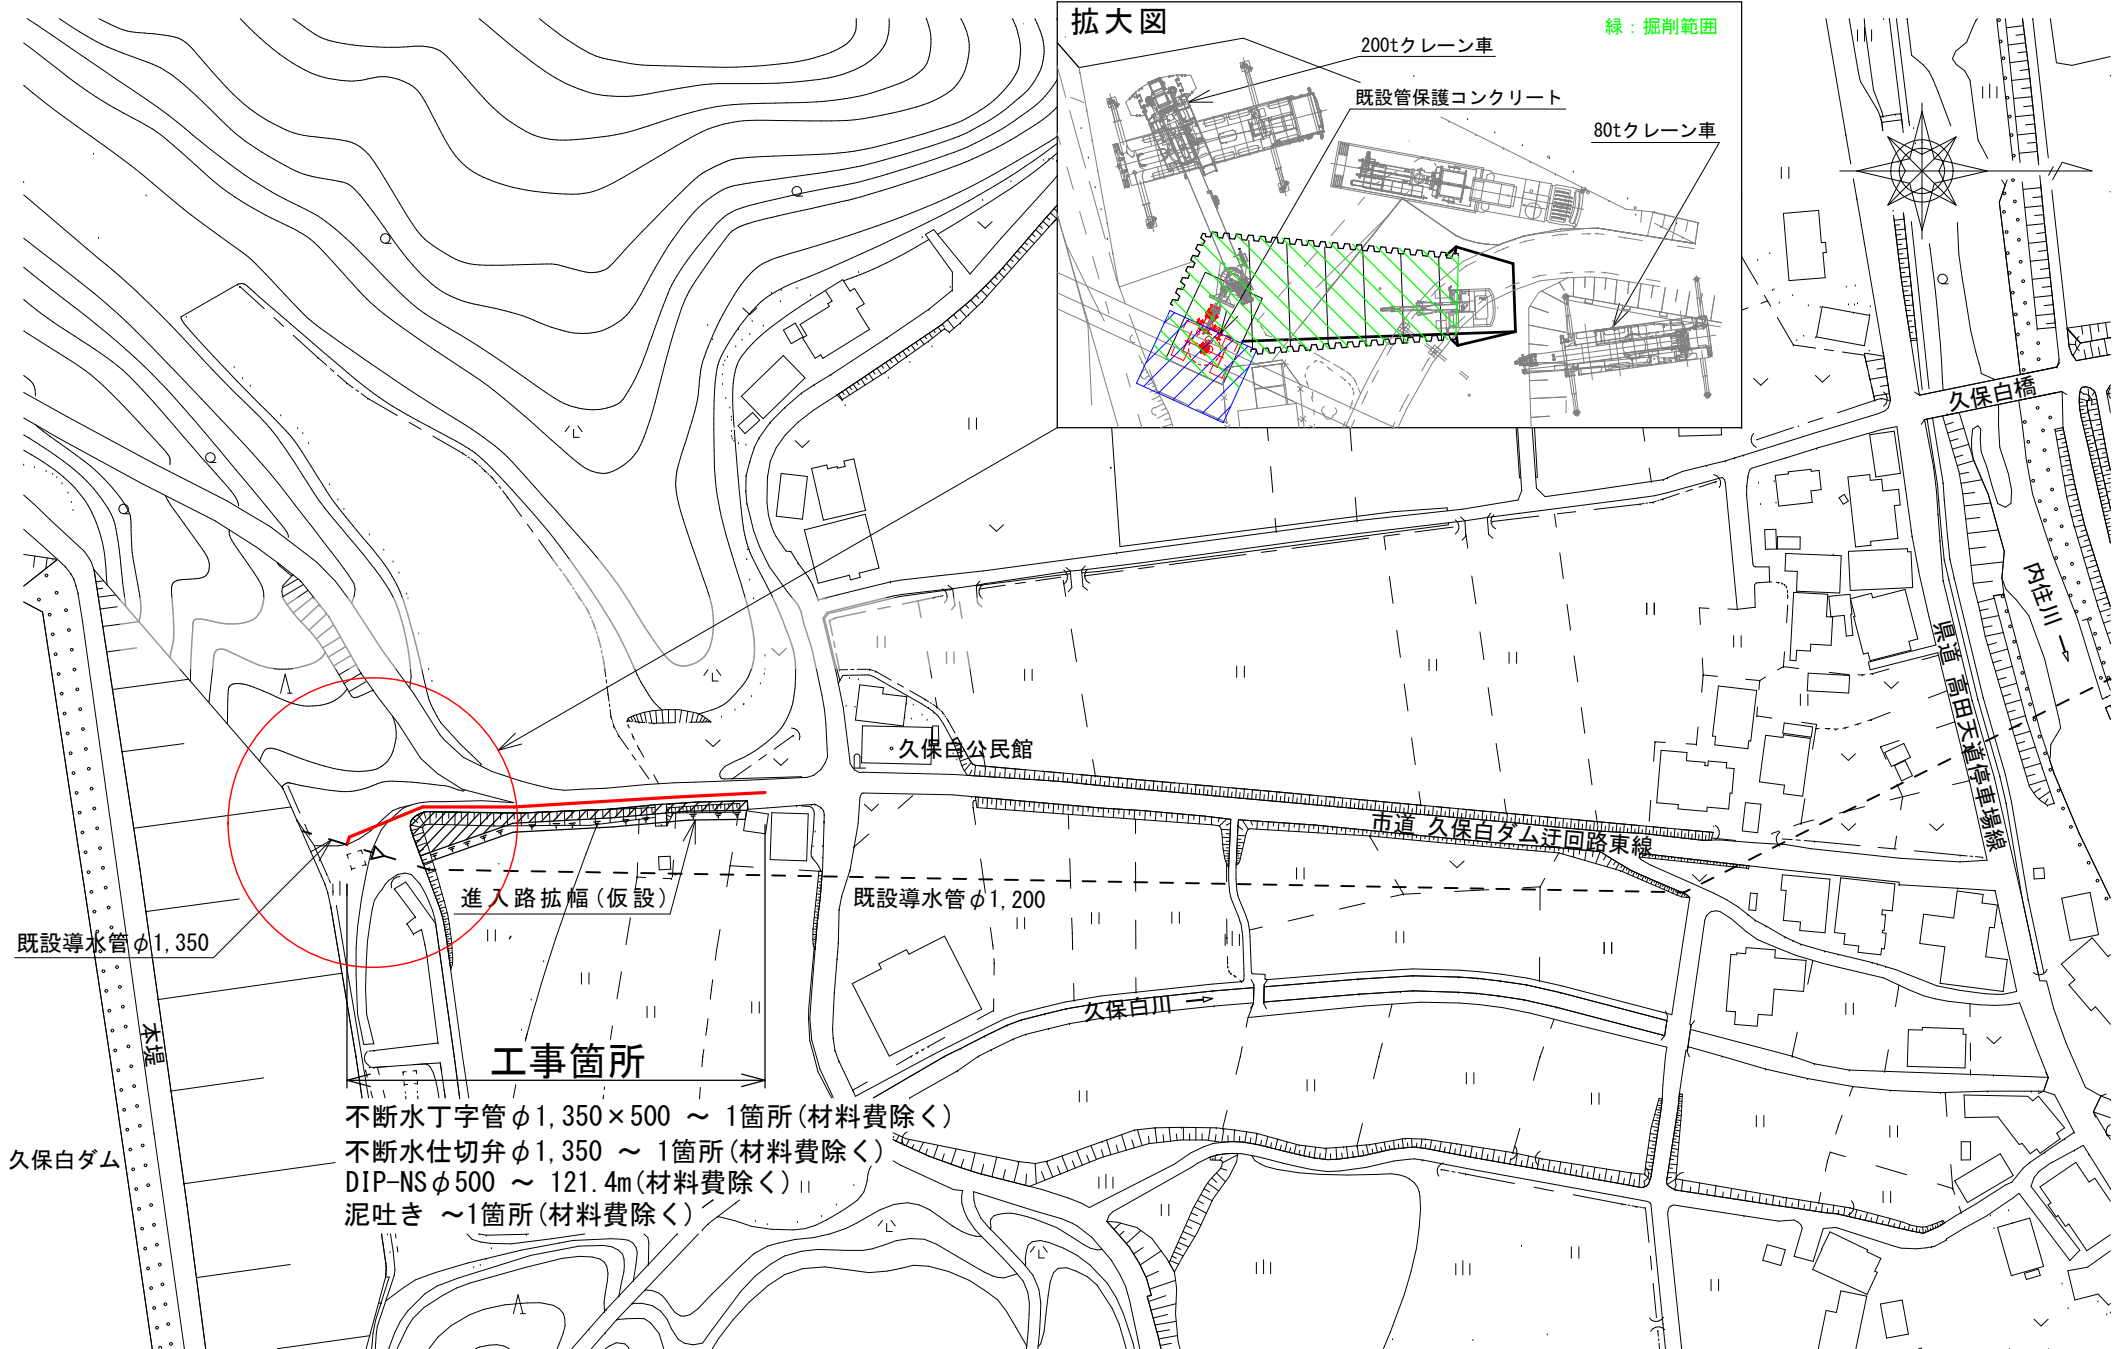 拡大図
緑：掘削範囲
200tクレーン車
既設管保護コンクリート
80tクレーン車
久保白橋
内住川
県道 高田天道停車場線
久保白公民館
市道 久保白ダム迂回路東線
進入路拡幅(仮設)
既設導水管φ1,200
既設導水管φ1,350
久保白川
本堤
工事箇所
不断水丁字管φ1,350×500 ～ 1箇所(材料費除く)
不断水仕切弁φ1,350 ～ 1箇所(材料費除く)
DIP-NSφ500 ～ 121.4m(材料費除く)
泥吐き ～1箇所(材料費除く)
久保白ダム